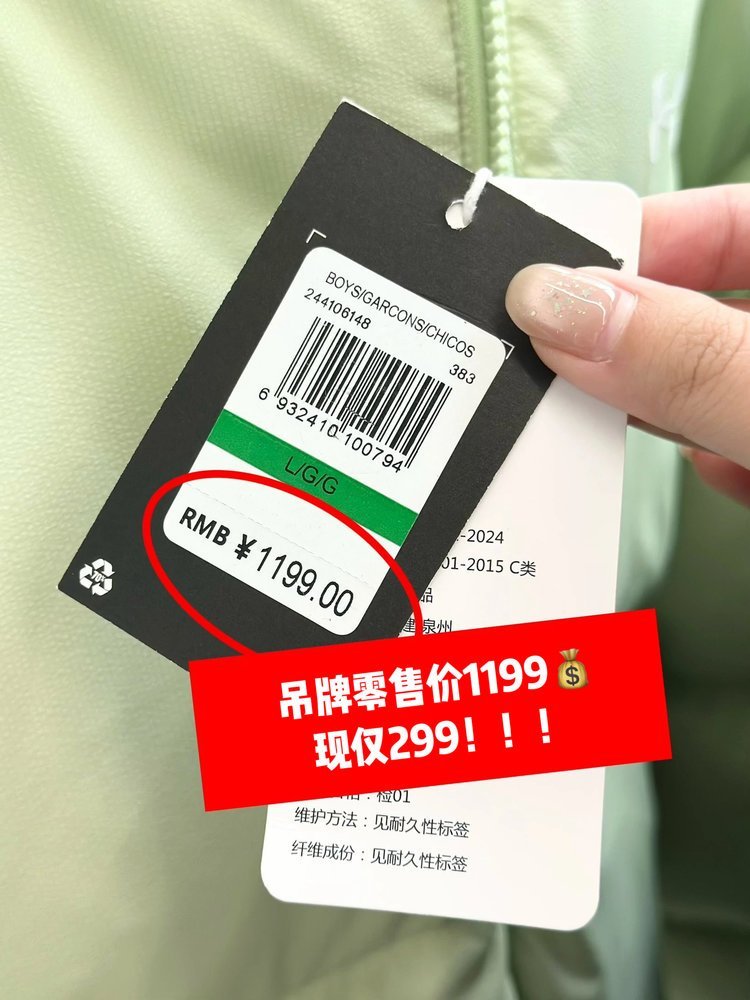 BOYS/GARCONS/CHICOS
244106148
383
6 932410 100794
L/G/G
RMB ¥1199.00
-2024
01-2015 C类
品
泉州
吊牌零售价1199💰
现仅299！！！
检01
维护方法：见耐久性标签
纤维成份：见耐久性标签